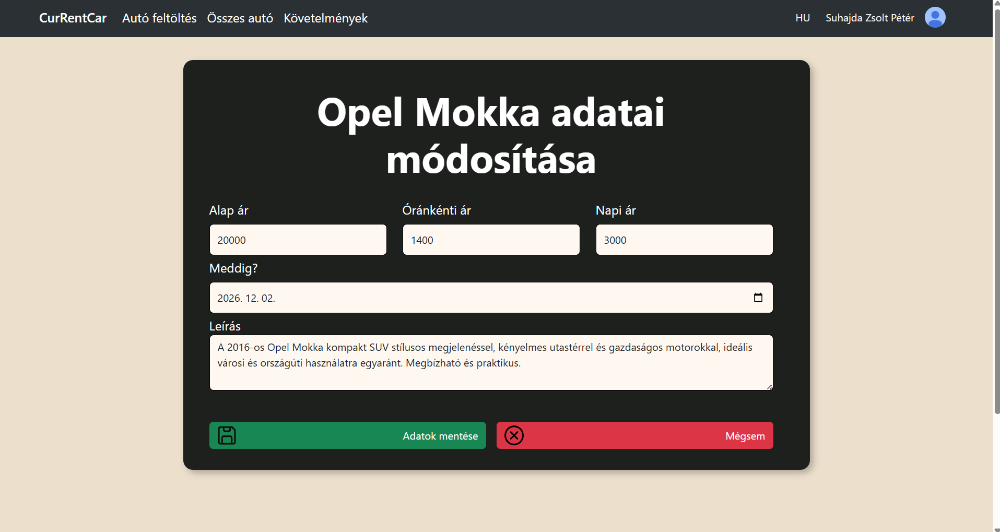 CurRentCar Autó feltöltés Összes autó Követelmények HU Suhajda Zsolt Pétér
Opel Mokka adatai
módosítása
Alap ár Óránkénti ár Napi ár
20000 1400 3000
Meddig?
2026. 12. 02.
Leírás
A 2016-os Opel Mokka kompakt SUV stílusos megjelenéssel, kényelmes utastérrel és gazdaságos motorokkal, ideális
városi és országúti használatra egyaránt. Megbízható és praktikus.
Adatok mentése Mégsem